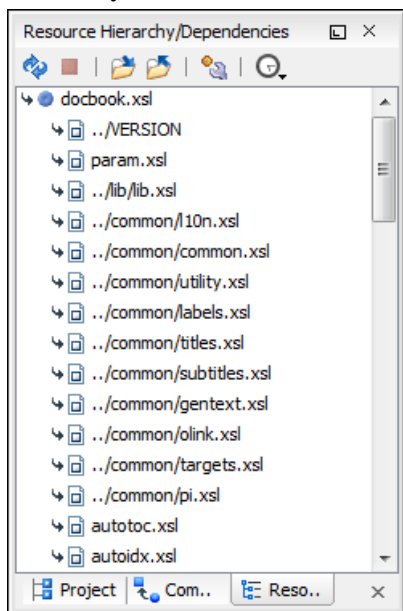 Resource Hierarchy/Dependencies
docbook.xsl
../VERSION
param.xsl
../lib/lib.xsl
../common/l10n.xsl
../common/common.xsl
../common/utility.xsl
../common/labels.xsl
../common/titles.xsl
../common/subtitles.xsl
../common/gentext.xsl
../common/olink.xsl
../common/targets.xsl
../common/pi.xsl
autotoc.xsl
autoidx.xsl
Project Com.. Reso..